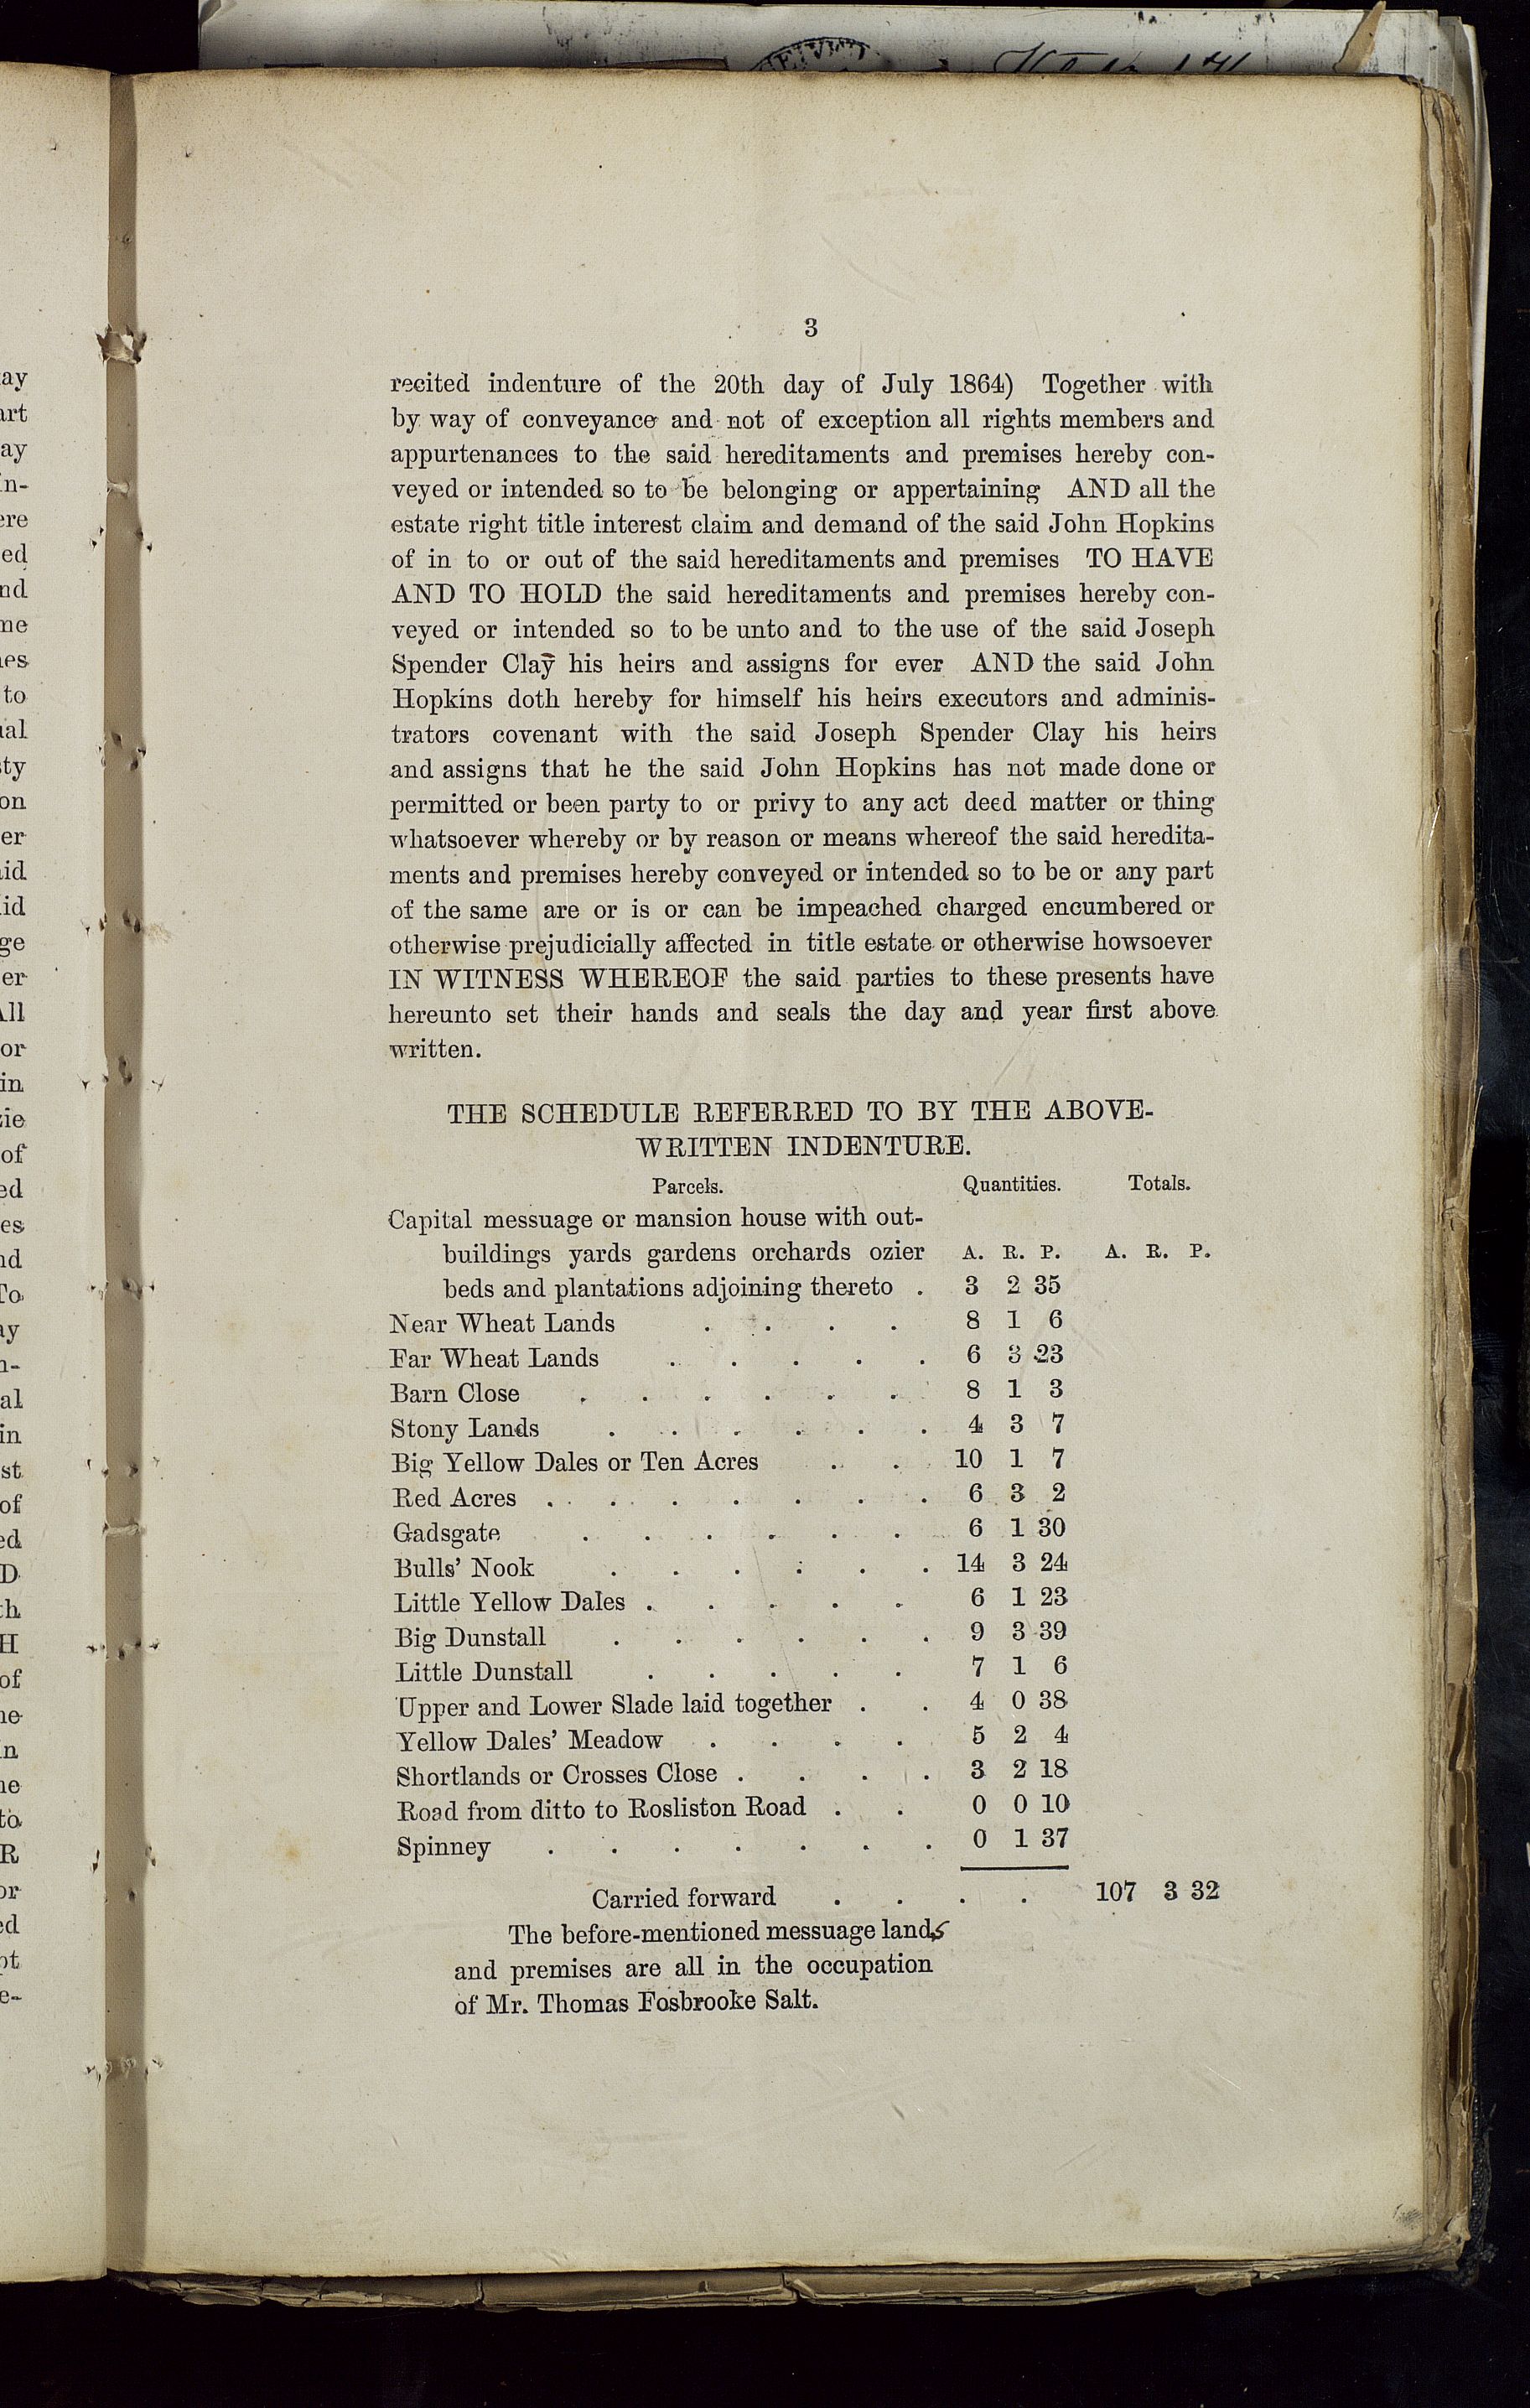 3
recited indenture of the 20th day of July 1864) Together with
by way of conveyance and not of exception all rights members and
appurtenances to the said hereditaments and premises hereby con-
veyed or intended so to be belonging or appertaining AND all the
estate right title interest claim and demand of the said John Hopkins
of in to or out of the said hereditaments and premises TO HAVE
AND TO HOLD the said hereditaments and premises hereby con-
veyed or intended so to be unto and to the use of the said Joseph
Spender Clay his heirs and assigns for ever AND the said John
Hopkins doth hereby for himself his heirs executors and adminis-
trators covenant with the said Joseph Spender Clay his heirs
and assigns that he the said John Hopkins has not made done or
permitted or been party to or privy to any act deed matter or thing
whatsoever whereby or by reason or means whereof the said heredita-
ments and premises hereby conveyed or intended so to be or any part
of the same are or is or can be impeached charged encumbered or
otherwise prejudicially affected in title estate or otherwise howsoever
IN WITNESS WHEREOF the said parties to these presents have
hereunto set their hands and seals the day and year first above
written.
THE SCHEDULE REFERRED TO BY THE ABOVE-
WRITTEN INDENTURE.
Parcels. Quantities. Totals.
Capital messuage or mansion house with out-
buildings yards gardens orchards ozier A. R. P. A. R. P.
beds and plantations adjoining thereto . 3 2 35
Near Wheat Lands . . . . 8 1 6
Far Wheat Lands . . . . . 6 3 23
Barn Close . . . . . . 8 1 3
Stony Lands . . . . . . 4 3 7
Big Yellow Dales or Ten Acres . . 10 1 7
Red Acres . . . . . . . 6 3 2
Gadsgate . . . . . . 6 1 30
Bulls' Nook . . . . . . 14 3 24
Little Yellow Dales . . . . . 6 1 23
Big Dunstall . . . . . . 9 3 39
Little Dunstall . . . . . 7 1 6
Upper and Lower Slade laid together . . 4 0 38
Yellow Dales' Meadow . . . . 5 2 4
Shortlands or Crosses Close . . . . 3 2 18
Road from ditto to Rosliston Road . . 0 0 10
Spinney . . . . . . . 0 1 37
Carried forward . . . . 107 3 32
The before-mentioned messuage lands
and premises are all in the occupation
of Mr. Thomas Fosbrooke Salt.